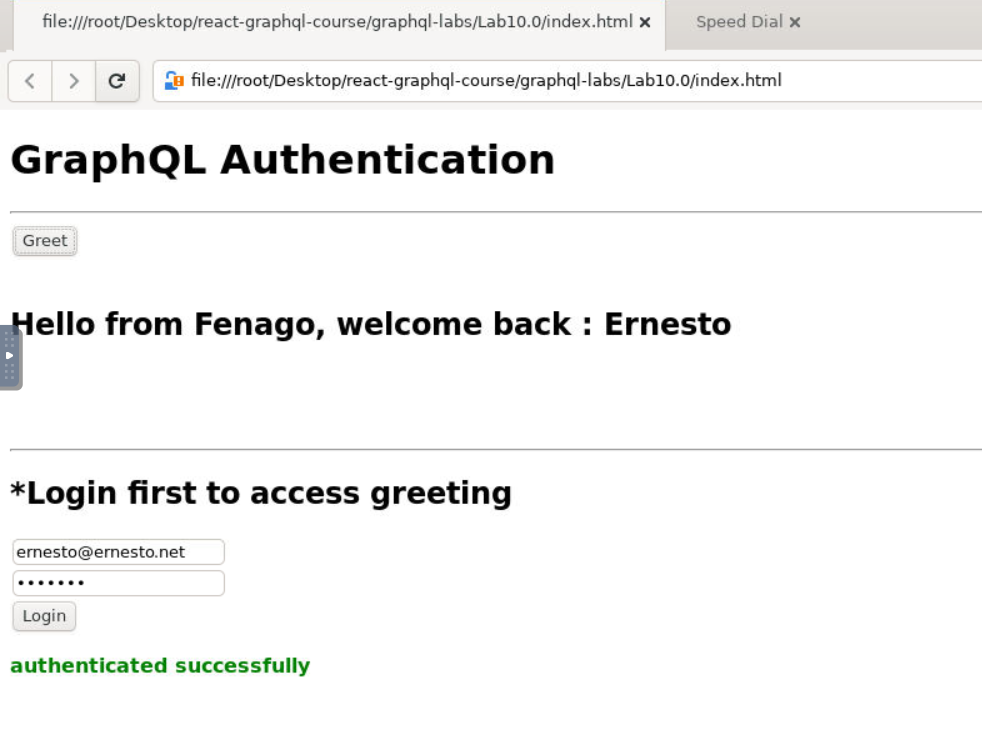 file:///root/Desktop/react-graphql-course/graphql-labs/Lab10.0/index.html Speed Dial
file:///root/Desktop/react-graphql-course/graphql-labs/Lab10.0/index.html
GraphQL Authentication
Greet
Hello from Fenago, welcome back : Ernesto
*Login first to access greeting
ernesto@ernesto.net
•••••••
Login
authenticated successfully